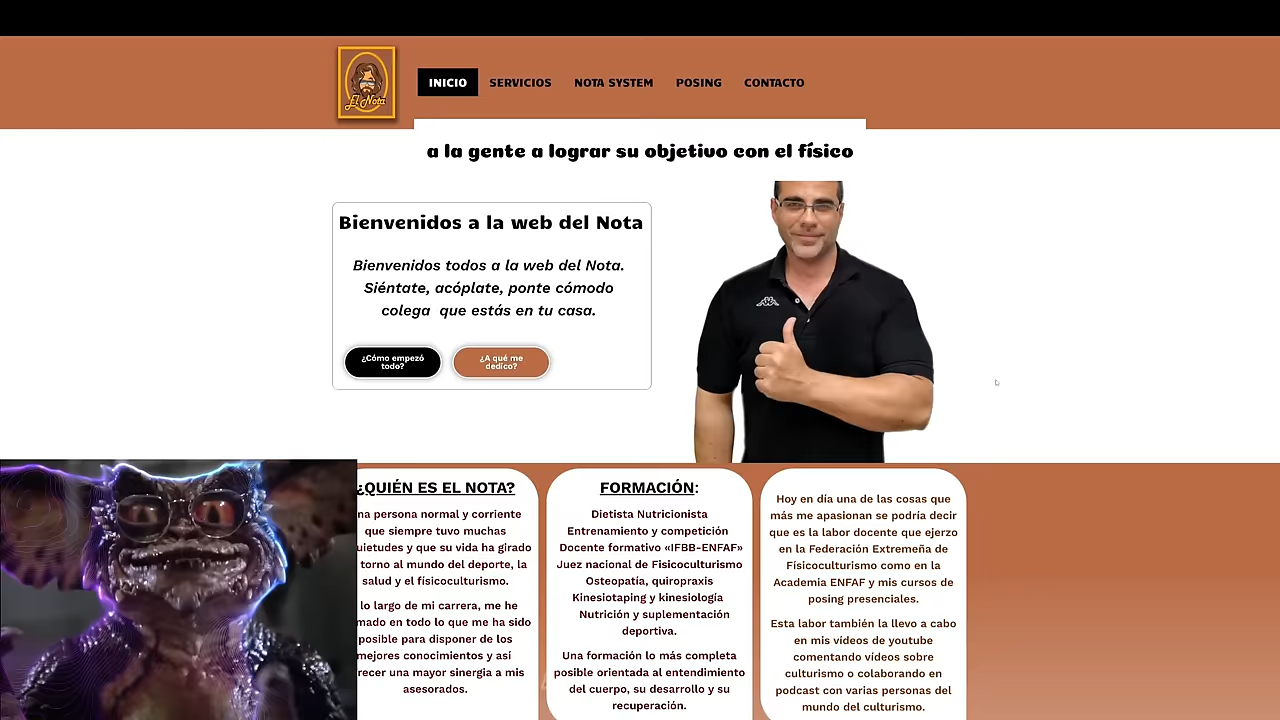 El Nota
INICIO
SERVICIOS
NOTA SYSTEM
POSING
CONTACTO
a la gente a lograr su objetivo con el físico
Bienvenidos a la web del Nota
Bienvenidos todos a la web del Nota.
Siéntate, acóplate, ponte cómodo
colega que estás en tu casa.
¿Cómo empezó
todo?
¿A qué me
dedico?
¿QUIÉN ES EL NOTA?
na persona normal y corriente
que siempre tuvo muchas
uietudes y que su vida ha girado
torno al mundo del deporte, la
salud y el físicoculturismo.
lo largo de mi carrera, me he
mado en todo lo que me ha sido
posible para disponer de los
mejores conocimientos y así
recer una mayor sinergia a mis
asesorados.
FORMACIÓN:
Dietista Nutricionista
Entrenamiento y competición
Docente formativo «IFBB-ENFAF»
Juez nacional de Fisicoculturismo
Osteopatía, quiropraxis
Kinesiotaping y kinesiología
Nutrición y suplementación
deportiva.
Una formación lo más completa
posible orientada al entendimiento
del cuerpo, su desarrollo y su
recuperación.
Hoy en día una de las cosas que
más me apasionan se podría decir
que es la labor docente que ejerzo
en la Federación Extremeña de
Físicoculturismo como en la
Academia ENFAF y mis cursos de
posing presenciales.
Esta labor también la llevo a cabo
en mis vídeos de youtube
comentando vídeos sobre
culturismo o colaborando en
podcast con varias personas del
mundo del culturismo.